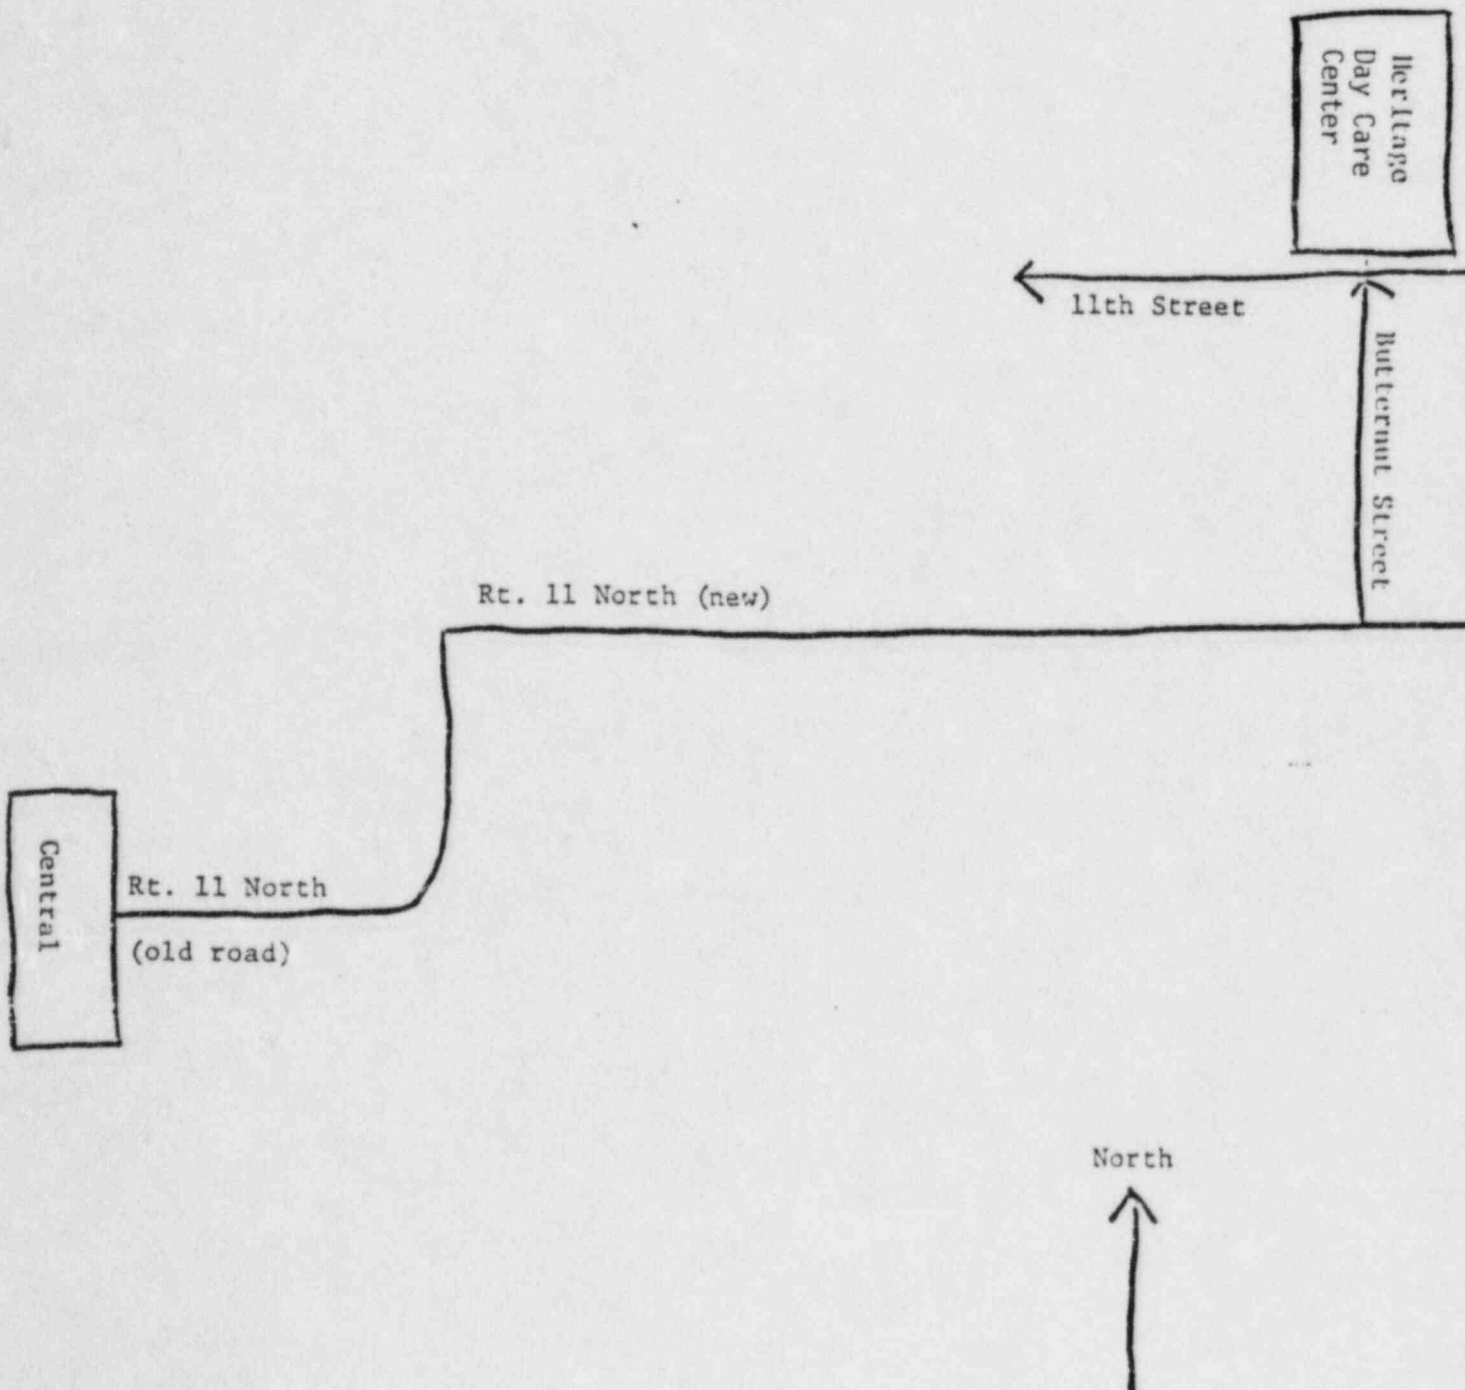 Heritage
Day Care
Center
11th Street
Butternut Street
Rt. 11 North (new)
Central
Rt. 11 North
(old road)
North